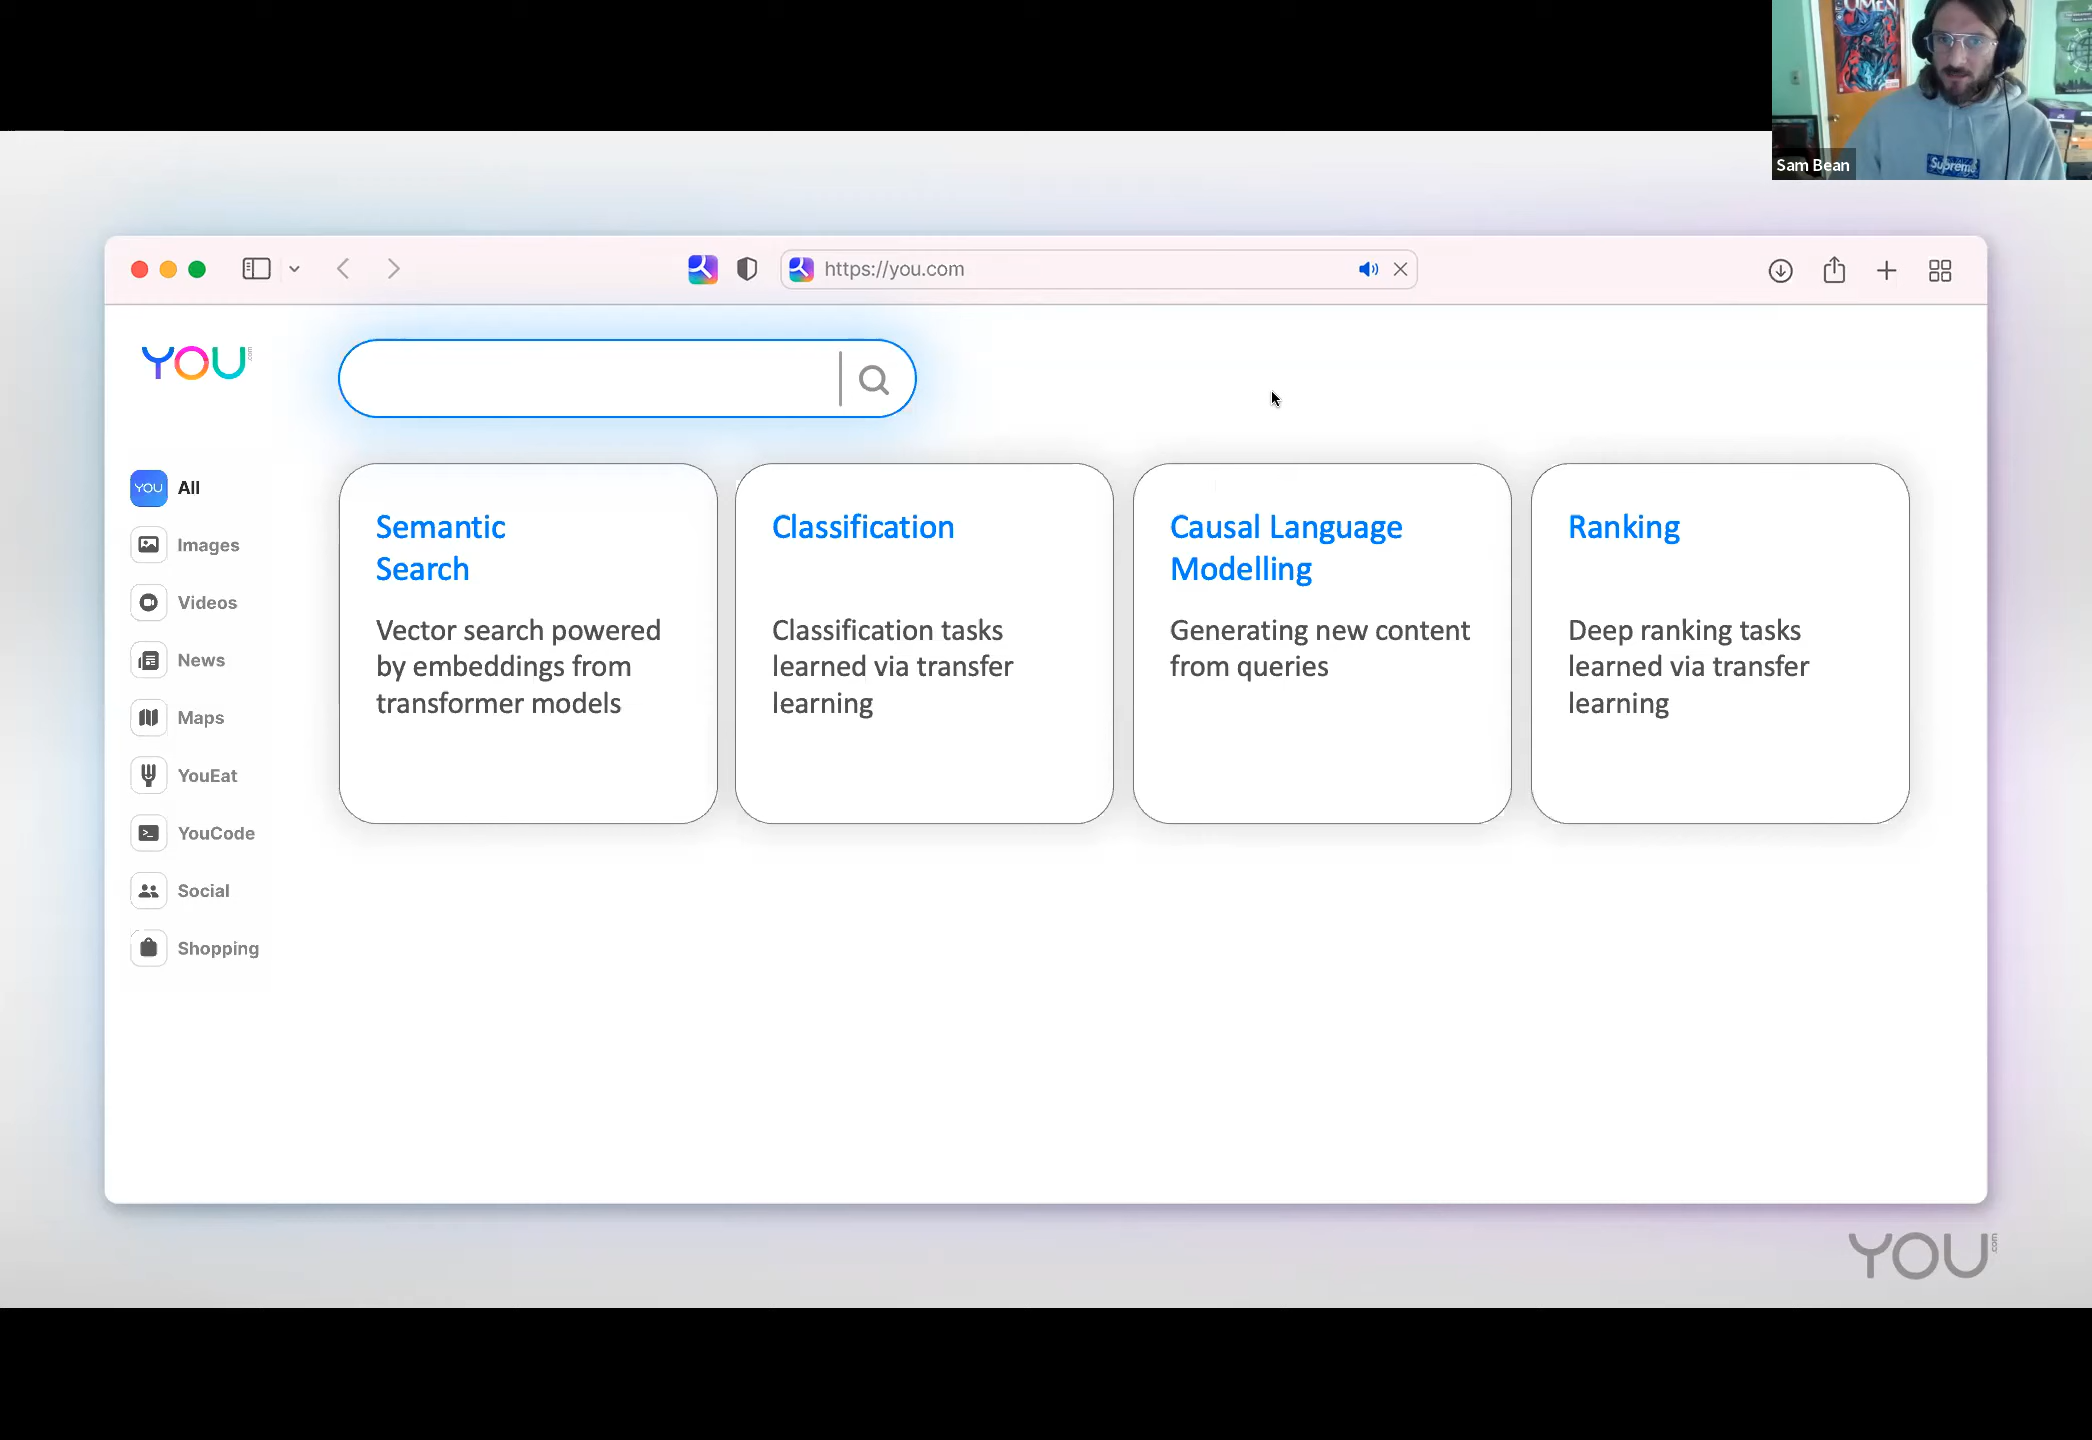 OMEN
Supreme
Sam Bean
https://you.com
YOU.com
YOU All
Images
Videos
News
Maps
YouEat
YouCode
Social
Shopping
Semantic
Search
Vector search powered
by embeddings from
transformer models
Classification
Classification tasks
learned via transfer
learning
Causal Language
Modelling
Generating new content
from queries
Ranking
Deep ranking tasks
learned via transfer
learning
YOU.com